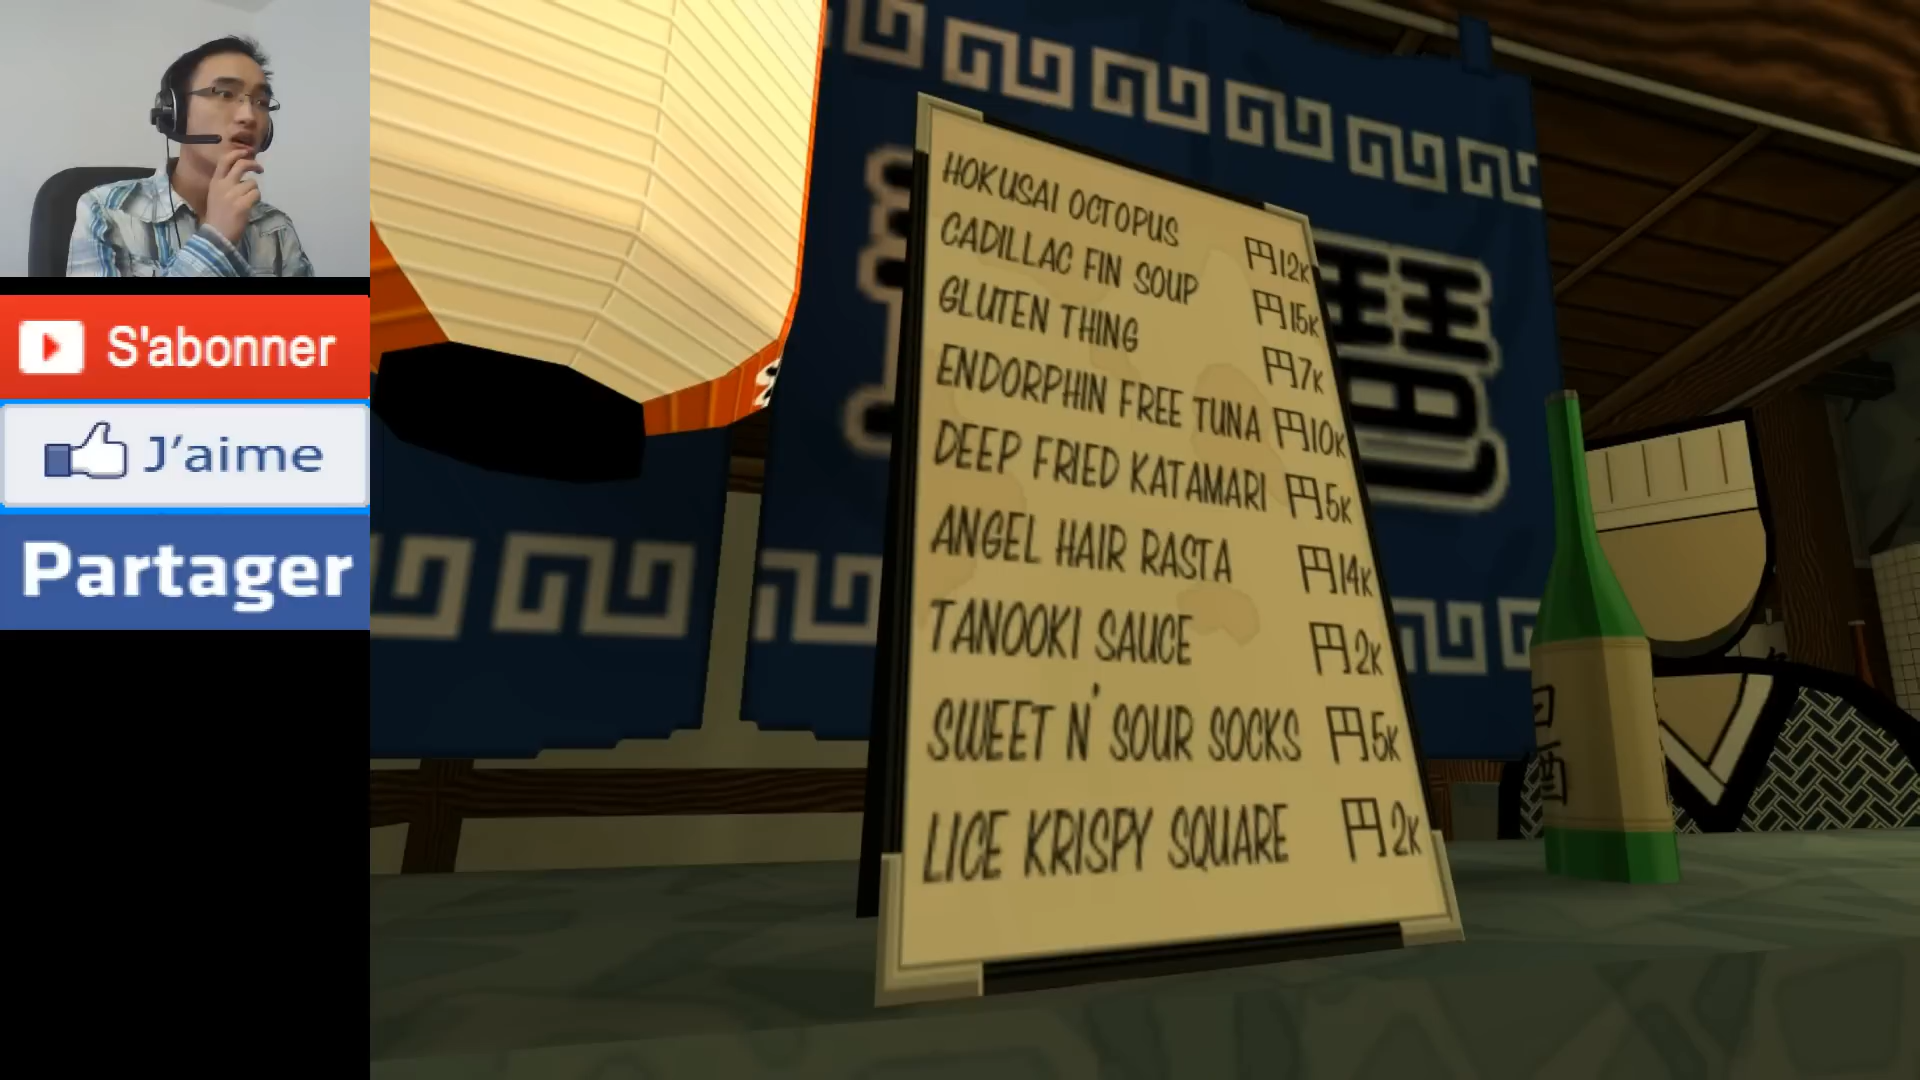 S'abonner
J'aime
Partager
HOKUSAI OCTOPUS 円12K
CADILLAC FIN SOUP 円15K
GLUTEN THING 円7K
ENDORPHIN FREE TUNA 円10K
DEEP FRIED KATAMARI 円5K
ANGEL HAIR RASTA 円14K
TANOOKI SAUCE 円2K
SWEET N' SOUR SOCKS 円5K
LICE KRISPY SQUARE 円2K